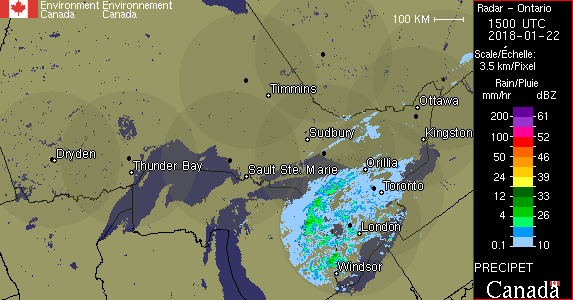 Environment Environnement
Canada Canada
100 KM
Timmins
Ottawa
Sudbury
Kingston
Dryden
Thunder Bay
Sault Ste. Marie
Orillia
Toronto
London
Windsor
Radar - Ontario
1500 UTC
2018-01-22
Scale/Échelle:
3.5 km/Pixel
Rain/Pluie
mm/hr dBZ
200 61
100 52
50 46
24 39
12 33
4 26
0.1 10
PRECIPET
Canada